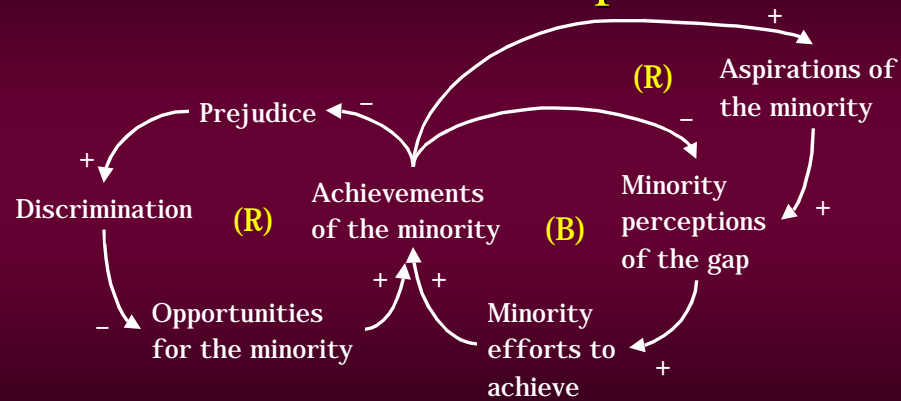 +
(R)
Aspirations of
the minority
–
Prejudice
–
+
Discrimination
(R)
Achievements
of the minority
(B)
Minority
perceptions
of the gap
+
+
+
–
Opportunities
for the minority
Minority
efforts to
achieve
+